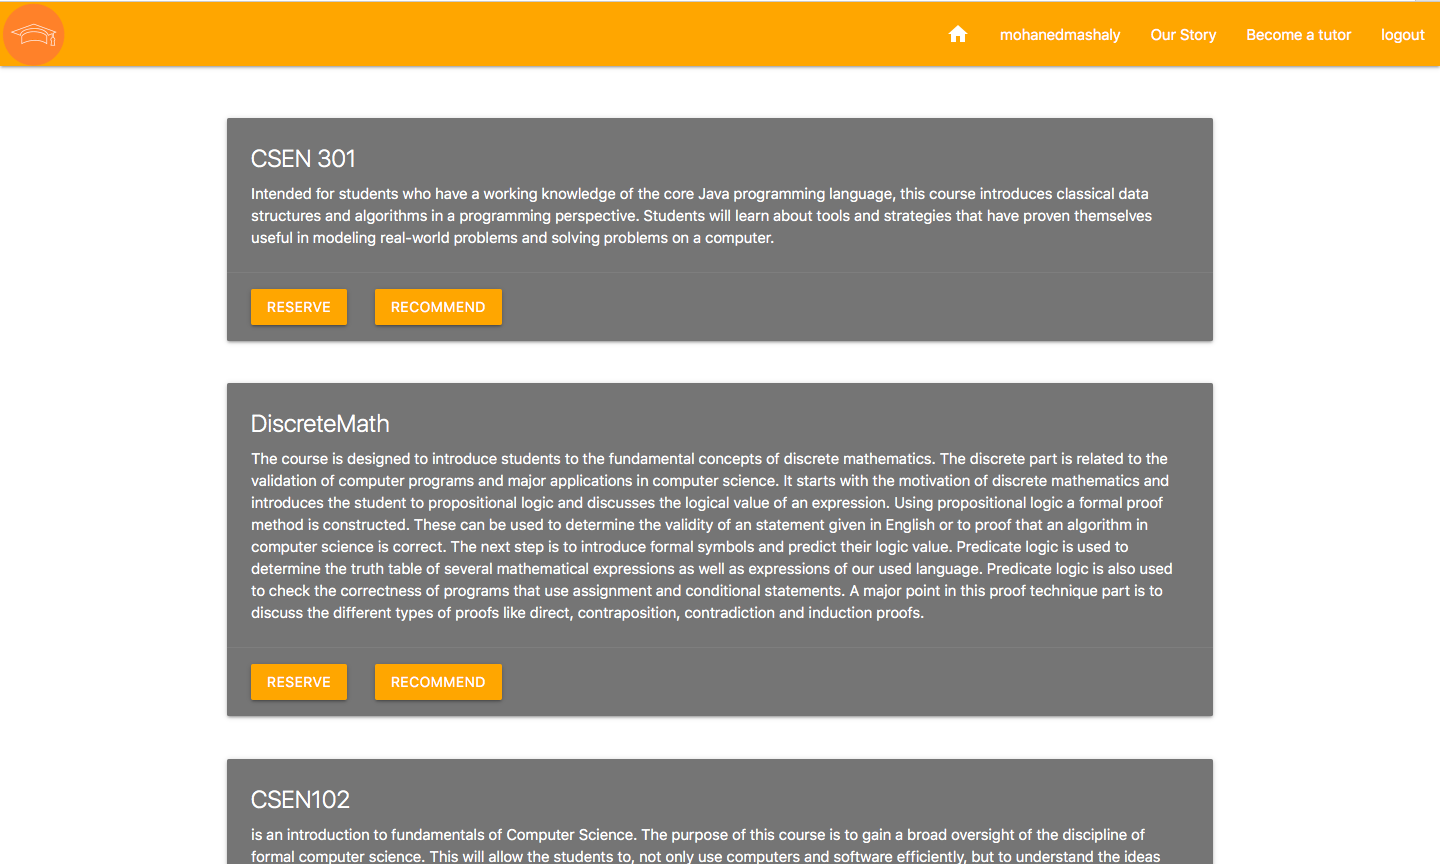 mohanedmashaly Our Story Become a tutor logout
CSEN 301
Intended for students who have a working knowledge of the core Java programming language, this course introduces classical data
structures and algorithms in a programming perspective. Students will learn about tools and strategies that have proven themselves
useful in modeling real-world problems and solving problems on a computer.
RESERVE RECOMMEND
DiscreteMath
The course is designed to introduce students to the fundamental concepts of discrete mathematics. The discrete part is related to the
validation of computer programs and major applications in computer science. It starts with the motivation of discrete mathematics and
introduces the student to propositional logic and discusses the logical value of an expression. Using propositional logic a formal proof
method is constructed. These can be used to determine the validity of an statement given in English or to proof that an algorithm in
computer science is correct. The next step is to introduce formal symbols and predict their logic value. Predicate logic is used to
determine the truth table of several mathematical expressions as well as expressions of our used language. Predicate logic is also used
to check the correctness of programs that use assignment and conditional statements. A major point in this proof technique part is to
discuss the different types of proofs like direct, contraposition, contradiction and induction proofs.
RESERVE RECOMMEND
CSEN102
is an introduction to fundamentals of Computer Science. The purpose of this course is to gain a broad oversight of the discipline of
formal computer science. This will allow the students to, not only use computers and software efficiently, but to understand the ideas